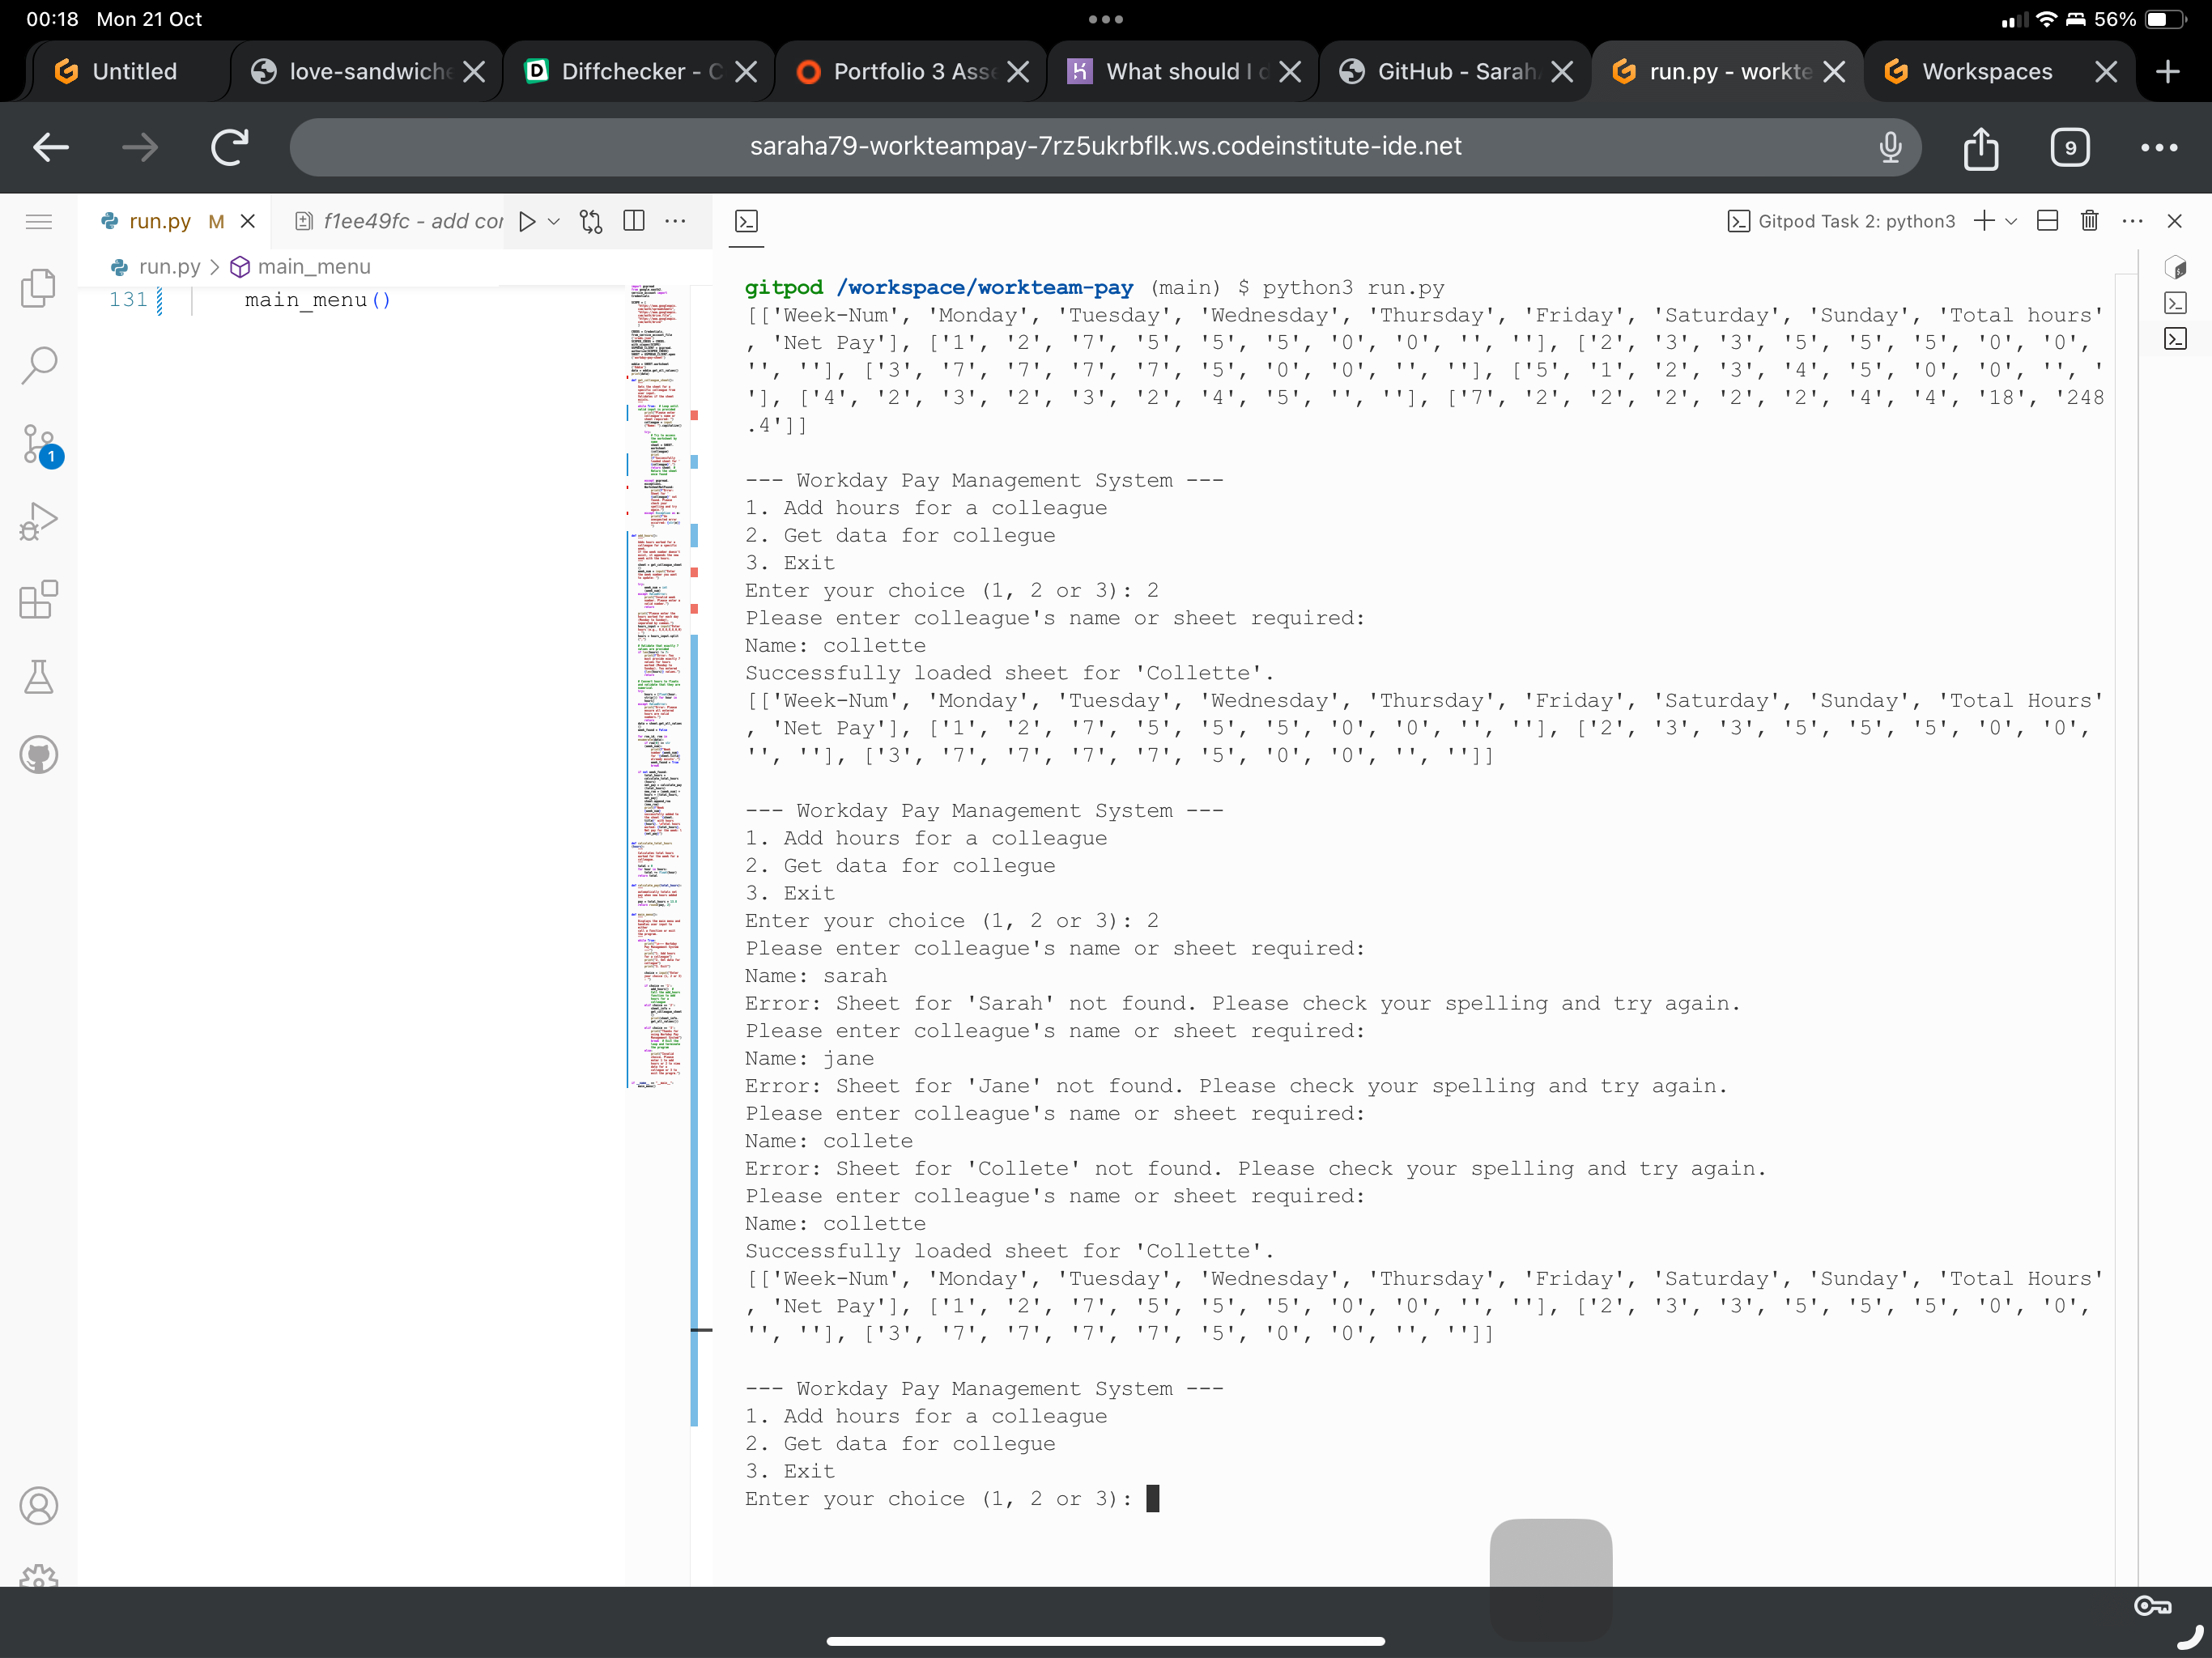 00:18 Mon 21 Oct
56%
Untitled
love-sandwiche
Diffchecker - C
Portfolio 3 Asse
What should I d
GitHub - Sarah
run.py - workte
Workspaces
saraha79-workteampay-7rz5ukrbflk.ws.codeinstitute-ide.net
9
run.py M
f1ee49fc - add cor
run.py > main_menu
131 main_menu()
1
Gitpod Task 2: python3
gitpod /workspace/workteam-pay (main) $ python3 run.py
[['Week-Num', 'Monday', 'Tuesday', 'Wednesday', 'Thursday', 'Friday', 'Saturday', 'Sunday', 'Total hours'
, 'Net Pay'], ['1', '2', '7', '5', '5', '5', '0', '0', '', ''], ['2', '3', '3', '5', '5', '5', '0', '0',
'', ''], ['3', '7', '7', '7', '7', '5', '0', '0', '', ''], ['5', '1', '2', '3', '4', '5', '0', '0', '', '
'], ['4', '2', '3', '2', '3', '2', '4', '5', '', ''], ['7', '2', '2', '2', '2', '2', '4', '4', '18', '248
.4']]
--- Workday Pay Management System ---
1. Add hours for a colleague
2. Get data for collegue
3. Exit
Enter your choice (1, 2 or 3): 2
Please enter colleague's name or sheet required:
Name: collette
Successfully loaded sheet for 'Collette'.
[['Week-Num', 'Monday', 'Tuesday', 'Wednesday', 'Thursday', 'Friday', 'Saturday', 'Sunday', 'Total Hours'
, 'Net Pay'], ['1', '2', '7', '5', '5', '5', '0', '0', '', ''], ['2', '3', '3', '5', '5', '5', '0', '0',
'', ''], ['3', '7', '7', '7', '7', '5', '0', '0', '', '']]
--- Workday Pay Management System ---
1. Add hours for a colleague
2. Get data for collegue
3. Exit
Enter your choice (1, 2 or 3): 2
Please enter colleague's name or sheet required:
Name: sarah
Error: Sheet for 'Sarah' not found. Please check your spelling and try again.
Please enter colleague's name or sheet required:
Name: jane
Error: Sheet for 'Jane' not found. Please check your spelling and try again.
Please enter colleague's name or sheet required:
Name: collete
Error: Sheet for 'Collete' not found. Please check your spelling and try again.
Please enter colleague's name or sheet required:
Name: collette
Successfully loaded sheet for 'Collette'.
[['Week-Num', 'Monday', 'Tuesday', 'Wednesday', 'Thursday', 'Friday', 'Saturday', 'Sunday', 'Total Hours'
, 'Net Pay'], ['1', '2', '7', '5', '5', '5', '0', '0', '', ''], ['2', '3', '3', '5', '5', '5', '0', '0',
'', ''], ['3', '7', '7', '7', '7', '5', '0', '0', '', '']]
--- Workday Pay Management System ---
1. Add hours for a colleague
2. Get data for collegue
3. Exit
Enter your choice (1, 2 or 3):